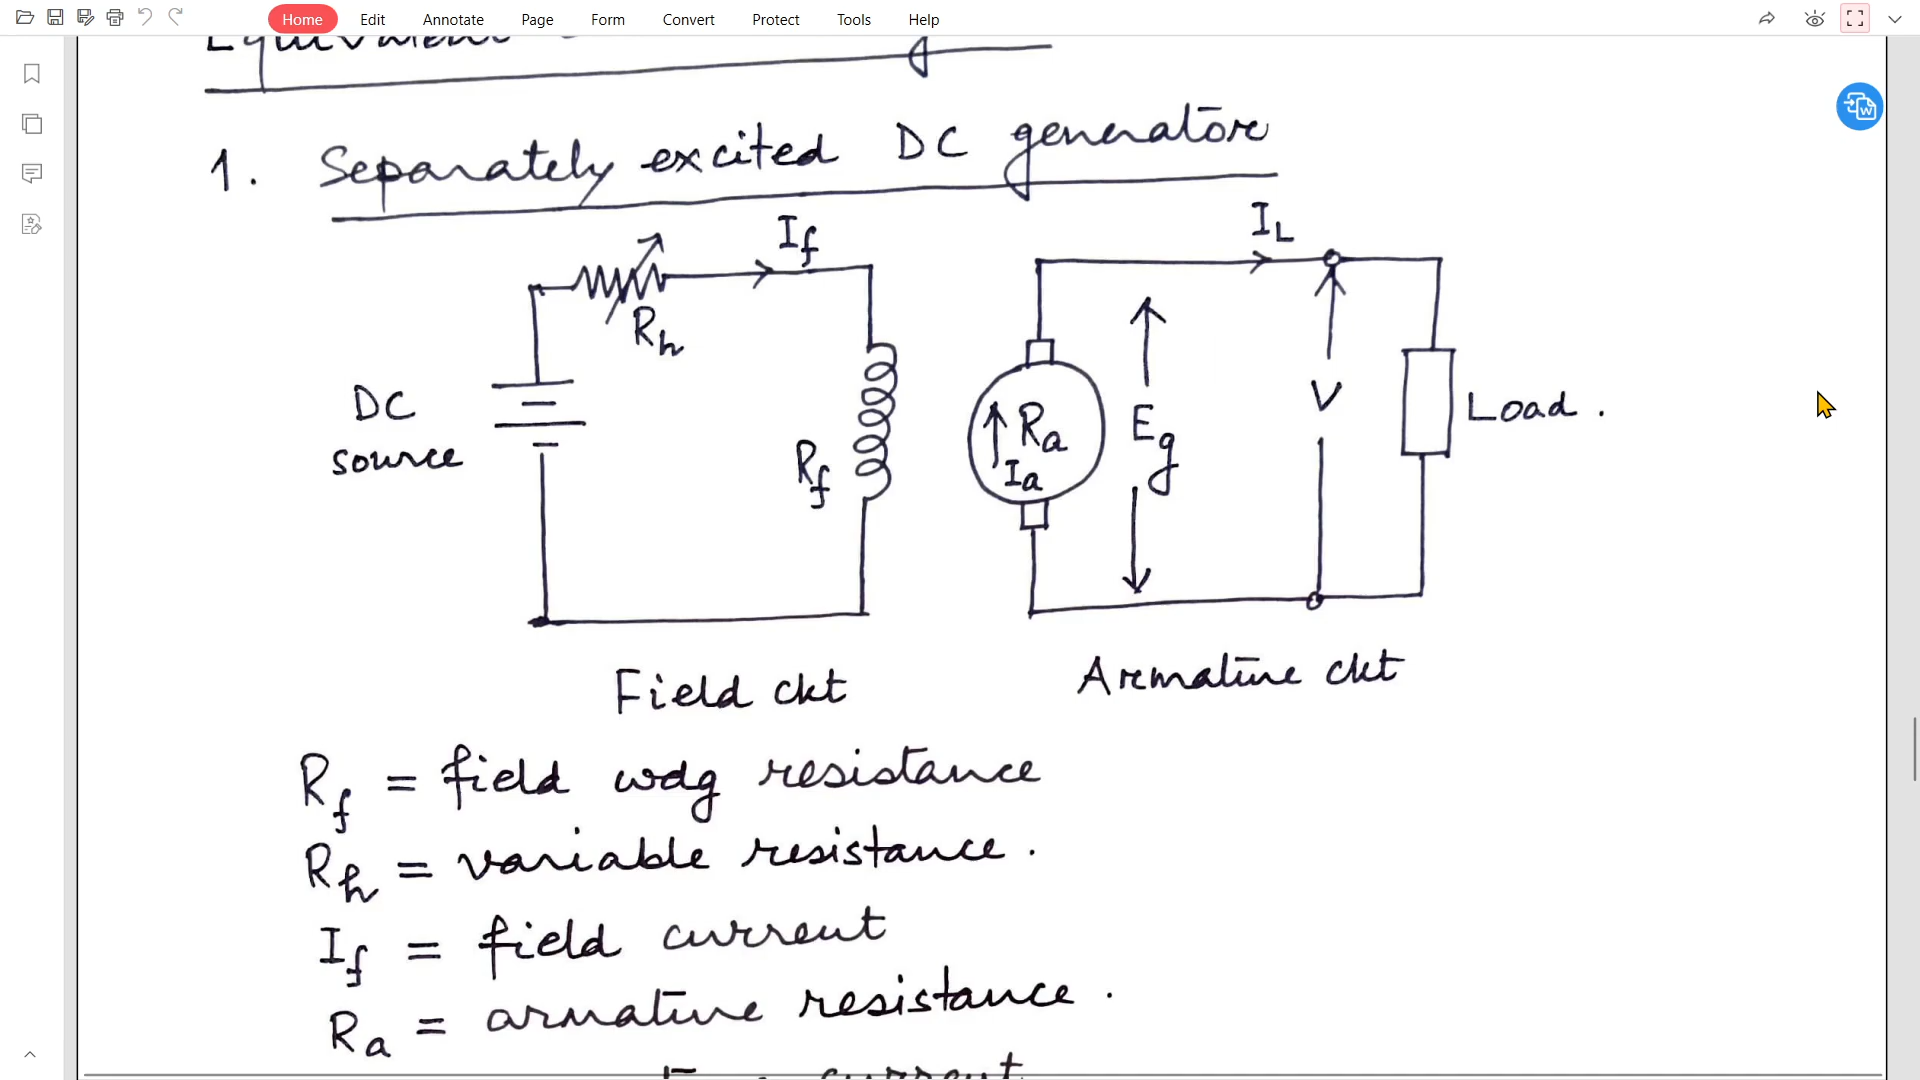 Home Edit Annotate Page Form Convert Protect Tools Help
1. Separately excited DC generator
If
IL
Rh
DC source
Rf
Ra
Ia
Eg
V
Load.
Field ckt
Armature ckt
Rf = field wdg resistance
Rh = variable resistance.
If = field current
Ra = armature resistance.
current